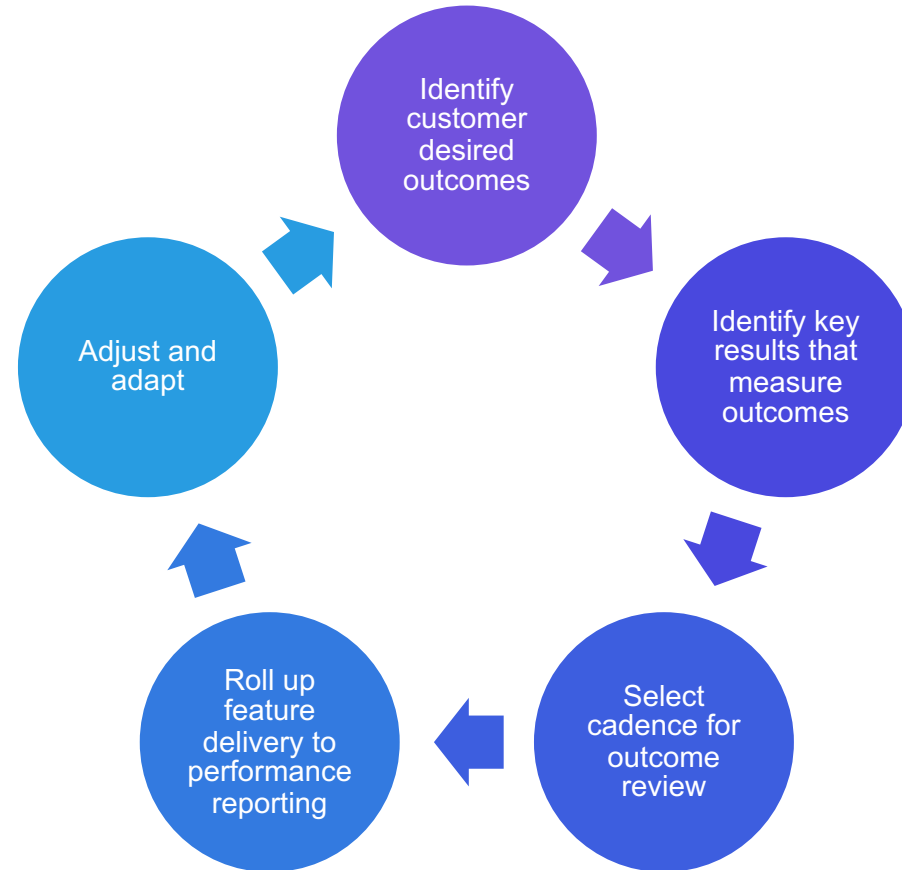 Identify
customer
desired
outcomes
Identify key
results that
measure
outcomes
Select
cadence for
outcome
review
Roll up
feature
delivery to
performance
reporting
Adjust and
adapt